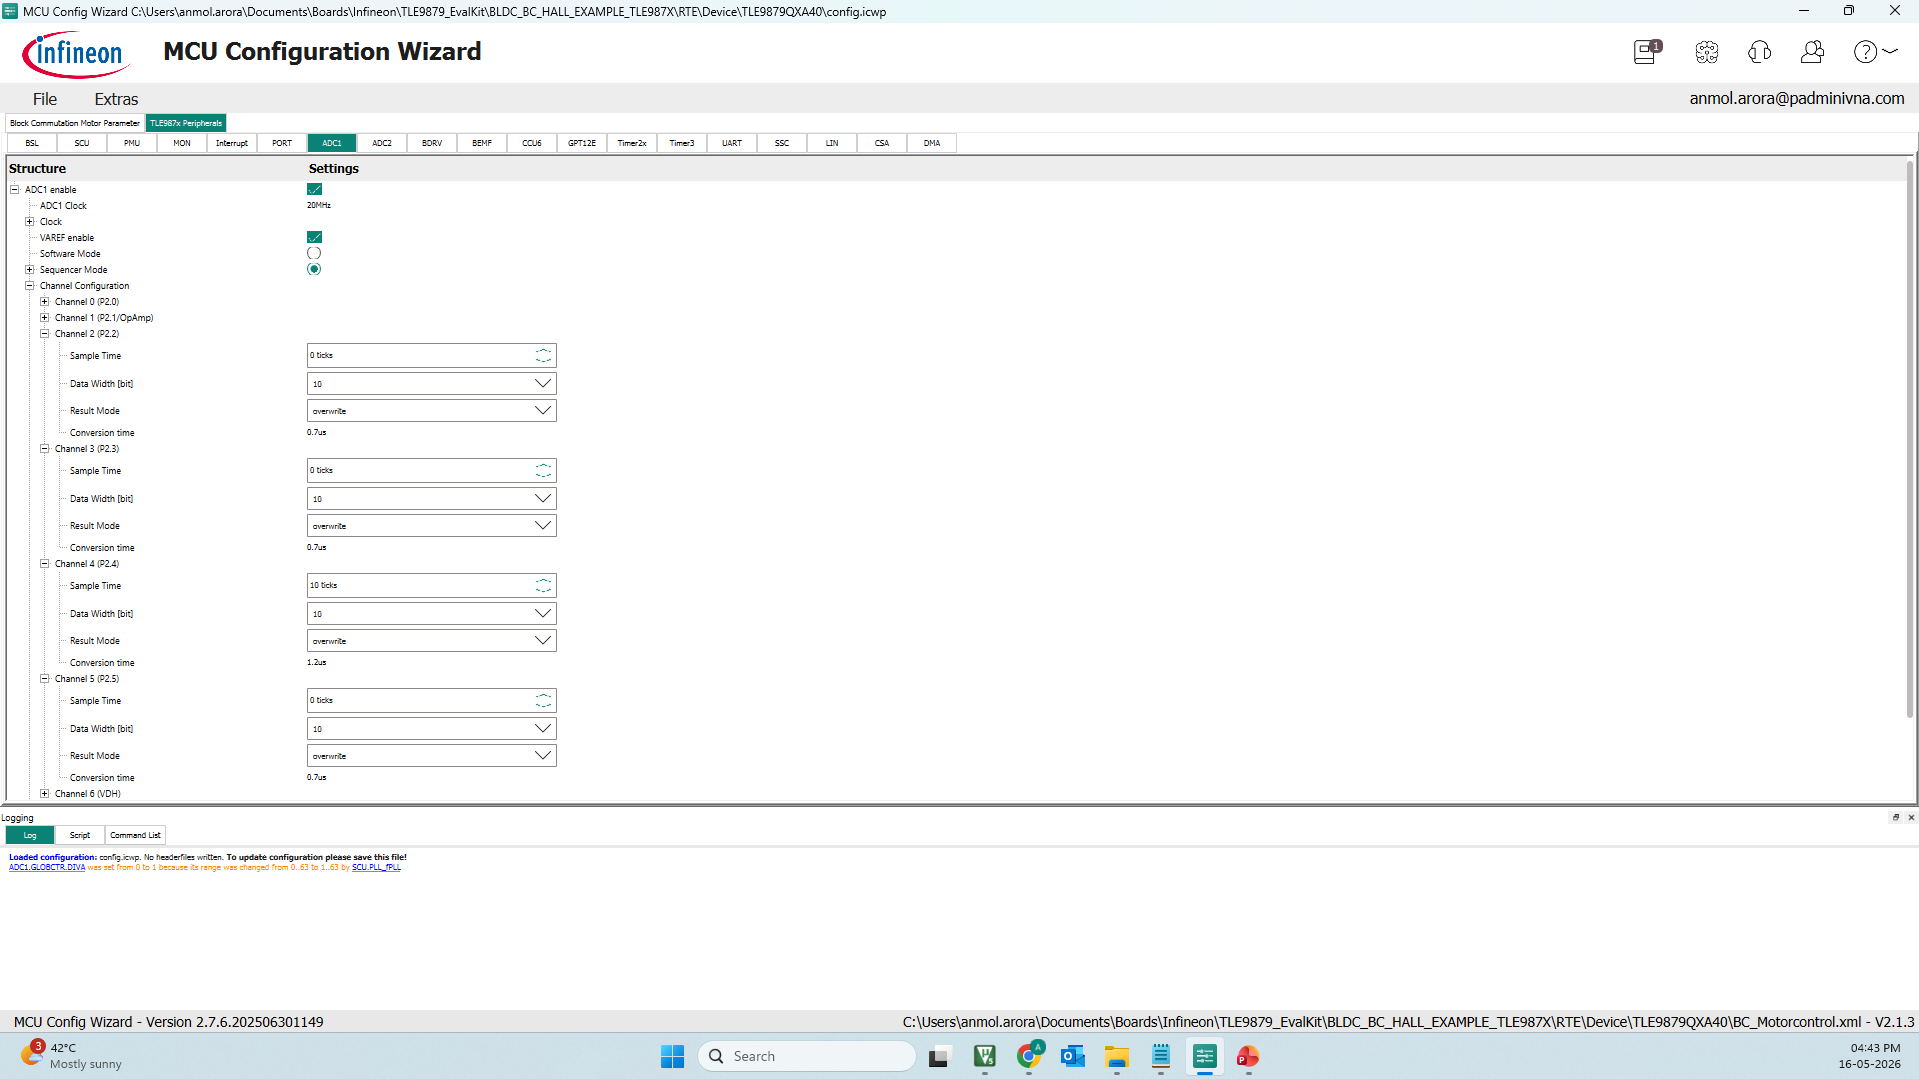 MCU Config Wizard C:\Users\anmol.arora\Documents\Boards\Infineon\TLE9879_EvalKit\BLDC_BC_HALL_EXAMPLE_TLE987X\RTE\Device\TLE9879QXA40\config.icwp
infineon
MCU Configuration Wizard
1
?
File Extras anmol.arora@padminivna.com
Block Commutation Motor Parameter TLE987x Peripherals
BSL SCU PMU MON Interrupt PORT ADC1 ADC2 BDRV BEMF CCU6 GPT12E Timer2x Timer3 UART SSC LIN CSA DMA
Structure Settings
ADC1 enable
ADC1 Clock 20MHz
Clock
VAREF enable
Software Mode
Sequencer Mode
Channel Configuration
Channel 0 (P2.0)
Channel 1 (P2.1/OpAmp)
Channel 2 (P2.2)
Sample Time 0 ticks
Data Width [bit] 10
Result Mode overwrite
Conversion time 0.7us
Channel 3 (P2.3)
Sample Time 0 ticks
Data Width [bit] 10
Result Mode overwrite
Conversion time 0.7us
Channel 4 (P2.4)
Sample Time 10 ticks
Data Width [bit] 10
Result Mode overwrite
Conversion time 1.2us
Channel 5 (P2.5)
Sample Time 0 ticks
Data Width [bit] 10
Result Mode overwrite
Conversion time 0.7us
Channel 6 (VDH)
Logging
Log Script Command List
Loaded configuration: config.icwp. No headerfiles written. To update configuration please save this file!
ADC1.GLOBCTR.DIVA was set from 0 to 1 because its range was changed from 0..63 to 1..63 by SCU.PLL_fPLL
MCU Config Wizard - Version 2.7.6.202506301149 C:\Users\anmol.arora\Documents\Boards\Infineon\TLE9879_EvalKit\BLDC_BC_HALL_EXAMPLE_TLE987X\RTE\Device\TLE9879QXA40\BC_Motorcontrol.xml - V2.1.3
3
42°C
Mostly sunny
Search
A
04:43 PM
16-05-2026